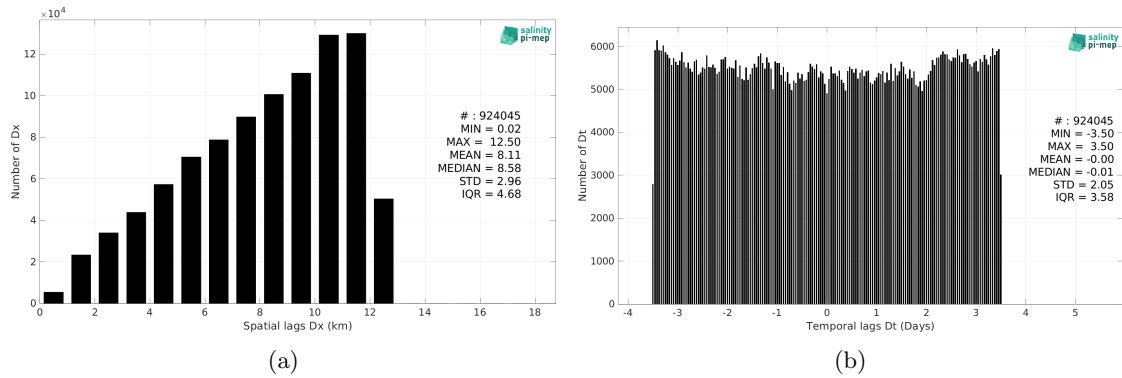 ×10⁴
12
10
8
6
4
2
0
Number of Dx
0 2 4 6 8 10 12 14 16 18
Spatial lags Dx (km)
salinity
pi-mep
# : 924045
MIN = 0.02
MAX = 12.50
MEAN = 8.11
MEDIAN = 8.58
STD = 2.96
IQR = 4.68
(a)
6000
5000
4000
3000
2000
1000
0
Number of Dt
-4 -3 -2 -1 0 1 2 3 4 5
Temporal lags Dt (Days)
salinity
pi-mep
# : 924045
MIN = -3.50
MAX = 3.50
MEAN = -0.00
MEDIAN = -0.01
STD = 2.05
IQR = 3.58
(b)